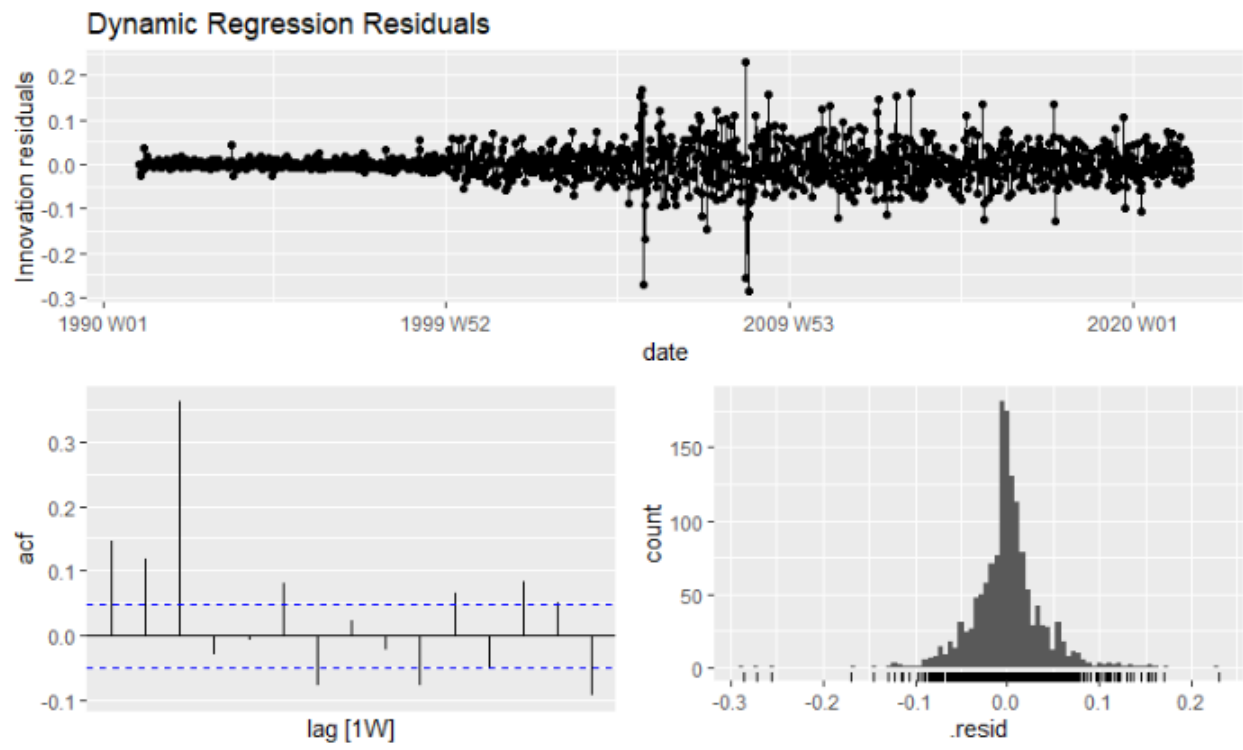 Dynamic Regression Residuals
Innovation residuals
0.2
0.1
0.0
-0.1
-0.2
-0.3
1990 W01
1999 W52
2009 W53
2020 W01
date
acf
0.3
0.2
0.1
0.0
-0.1
lag [1W]
count
150
100
50
0
-0.3
-0.2
-0.1
0.0
0.1
0.2
.resid